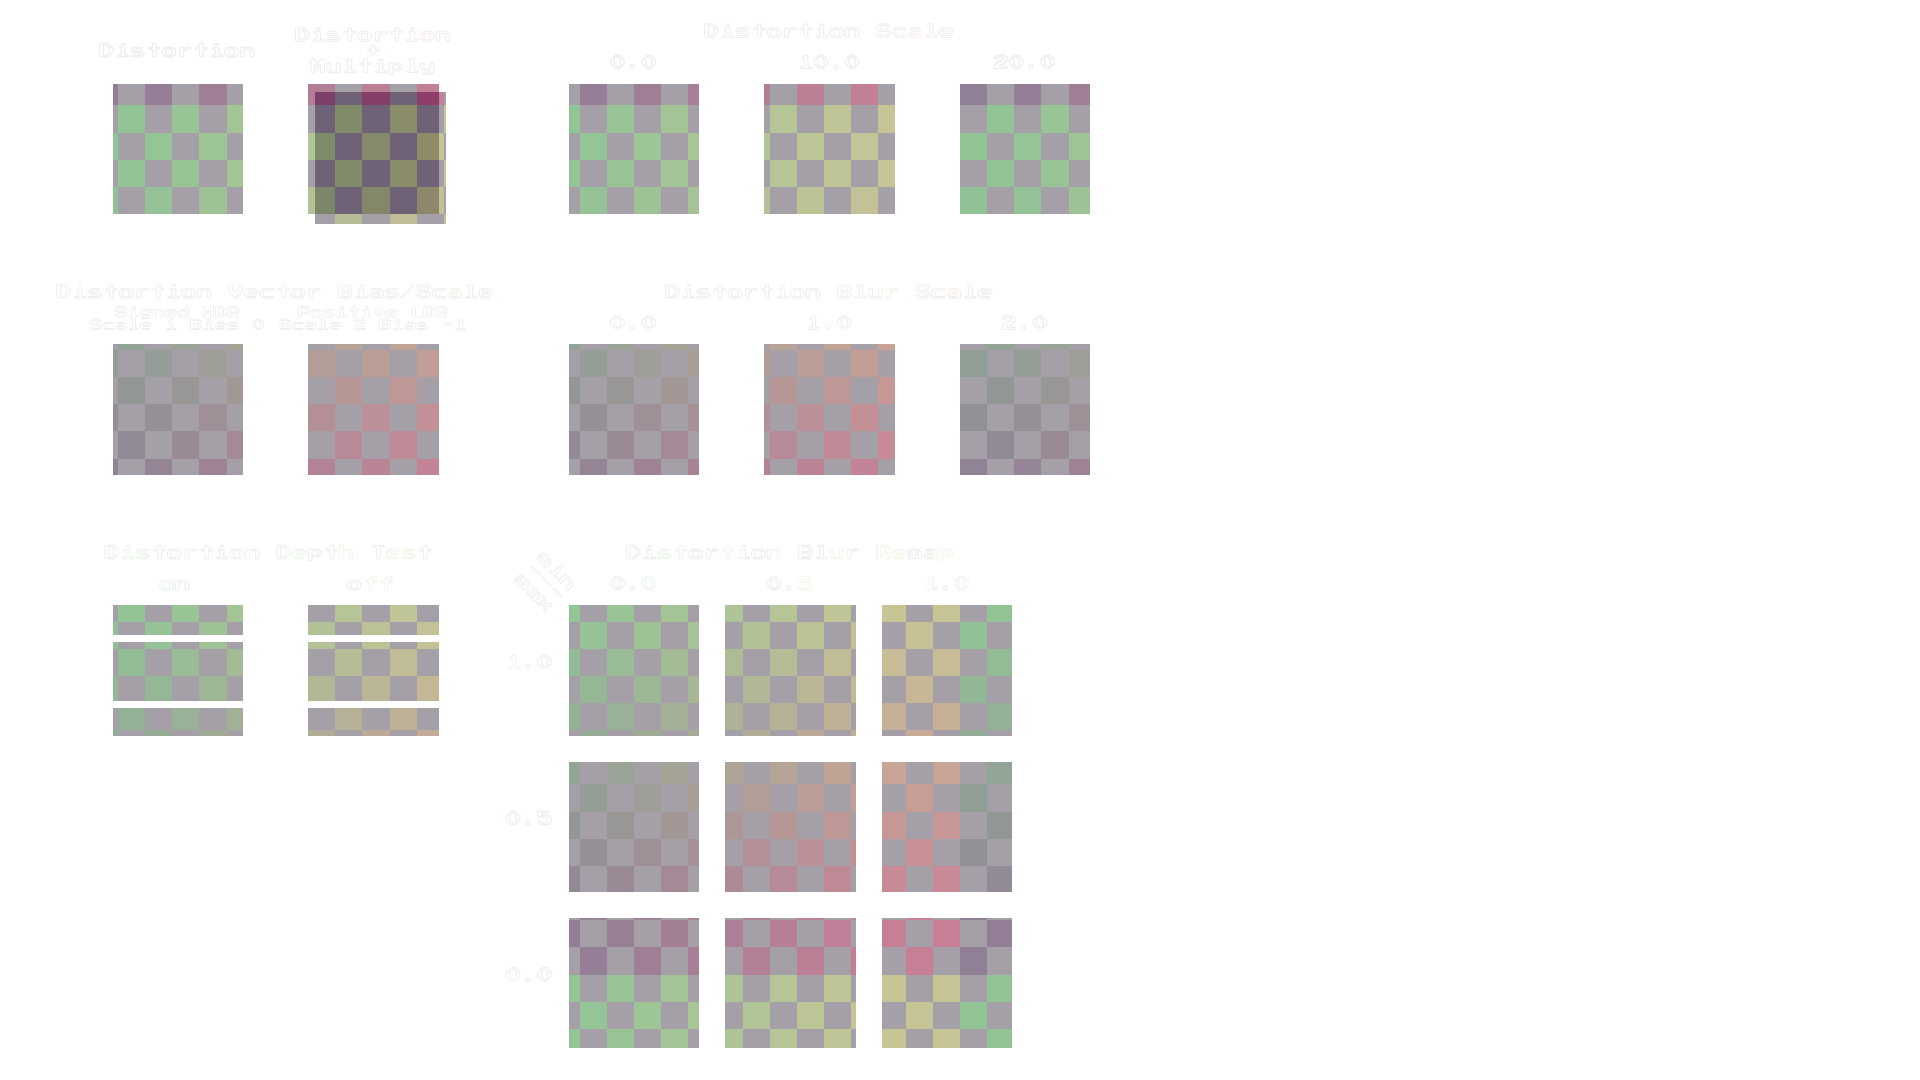 Distortion
Distortion
+
Multiply
Distortion Scale
0.0 10.0 20.0
Distortion Vector Bias/Scale
Signed HDR Positive LDR
Scale 1 Bias 0 Scale 2 Bias -1
Distortion Blur Scale
0.0 1.0 2.0
Distortion Depth Test
on off
Distortion Blur Remap
min
---
max
0.0 0.5 1.0
1.0
0.5
0.0